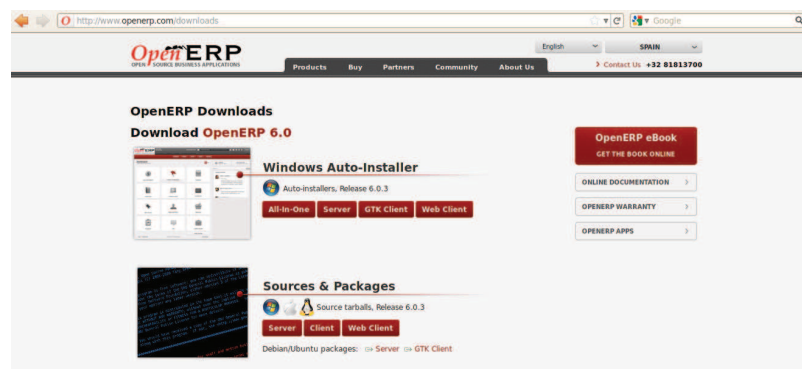 http://www.openerp.com/downloads
Google
OpenERP
OPEN SOURCE BUSINESS APPLICATIONS
English
SPAIN
Products Buy Partners Community About Us
Contact Us +32 81813700
OpenERP Downloads
Download OpenERP 6.0
OpenERP eBook
GET THE BOOK ONLINE
Windows Auto-Installer
Auto-installers, Release 6.0.3
ONLINE DOCUMENTATION
All-In-One Server GTK Client Web Client
OPENERP WARRANTY
OPENERP APPS
Sources & Packages
Source tarballs, Release 6.0.3
Server Client Web Client
Debian/Ubuntu packages: Server GTK Client